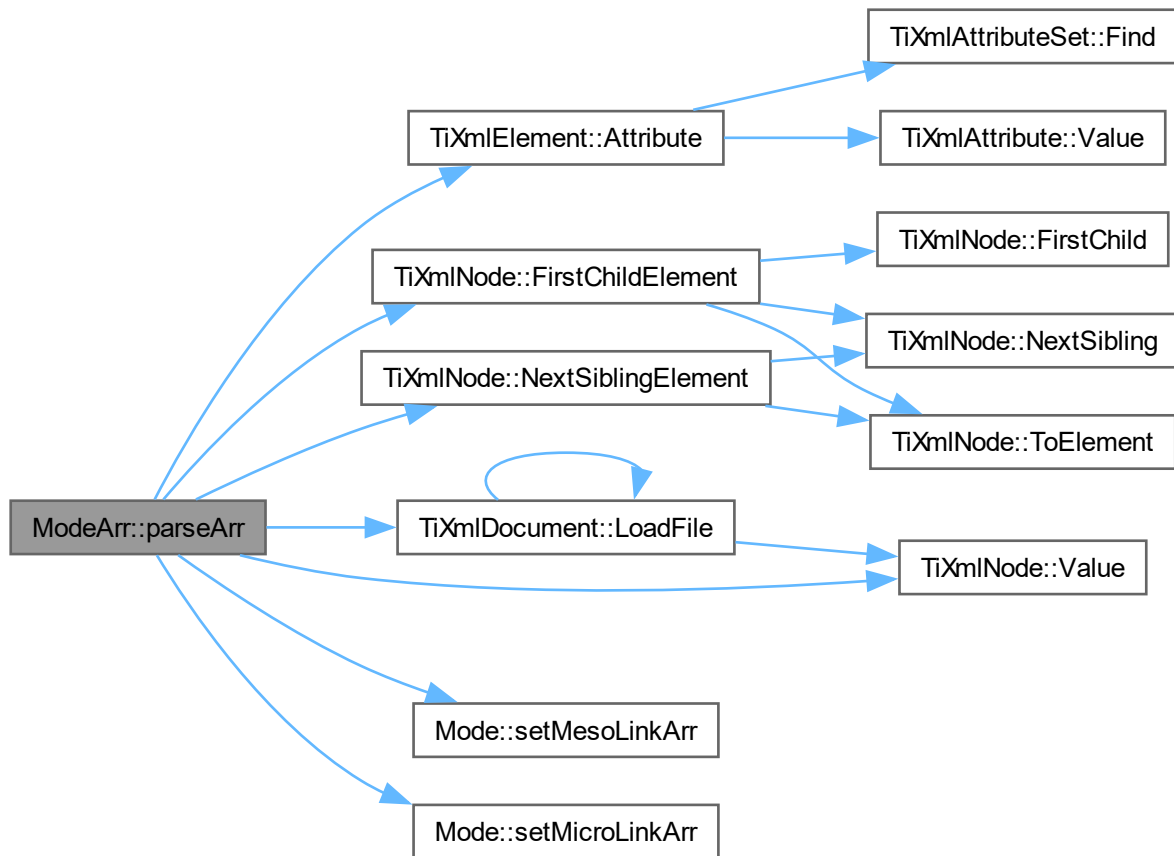 TiXmlAttributeSet::Find
TiXmlElement::Attribute
TiXmlAttribute::Value
TiXmlNode::FirstChild
TiXmlNode::FirstChildElement
TiXmlNode::NextSibling
TiXmlNode::NextSiblingElement
TiXmlNode::ToElement
ModeArr::parseArr
TiXmlDocument::LoadFile
TiXmlNode::Value
Mode::setMesoLinkArr
Mode::setMicroLinkArr